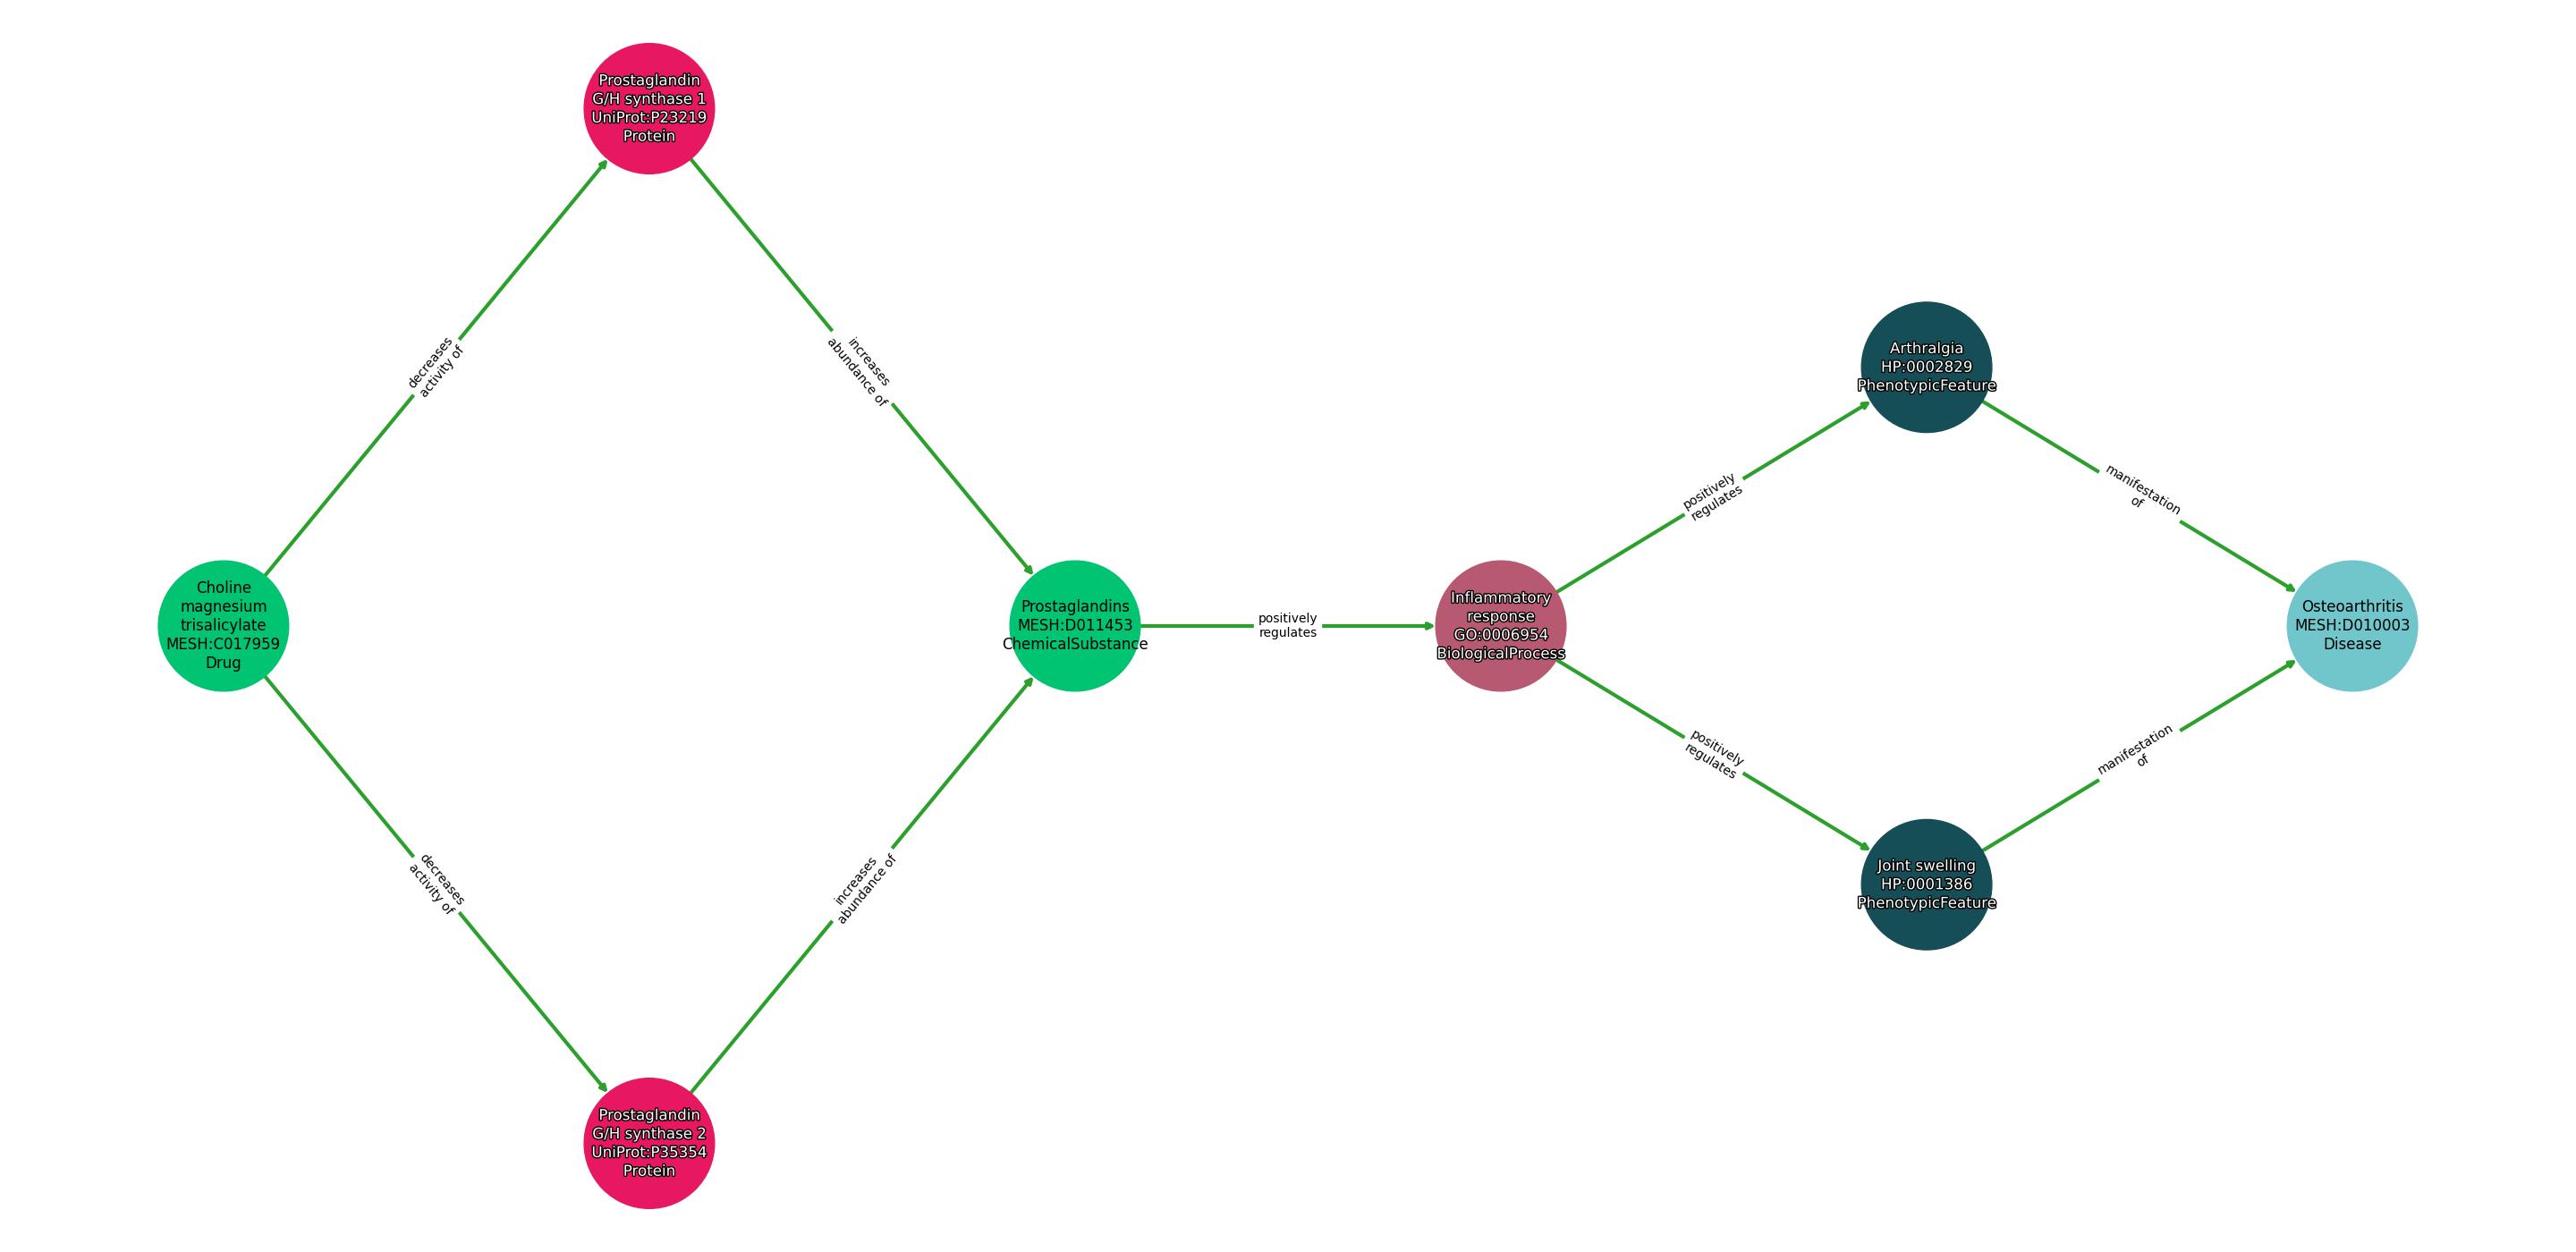 Prostaglandin
G/H synthase 1
UniProt:P23219
Protein
decreases
activity of
increases
abundance of
Choline
magnesium
trisalicylate
MESH:C017959
Drug
Prostaglandins
MESH:D011453
ChemicalSubstance
positively
regulates
Inflammatory
response
GO:0006954
BiologicalProcess
positively
regulates
Arthralgia
HP:0002829
PhenotypicFeature
manifestation
of
Osteoarthritis
MESH:D010003
Disease
positively
regulates
manifestation
of
Joint swelling
HP:0001386
PhenotypicFeature
decreases
activity of
increases
abundance of
Prostaglandin
G/H synthase 2
UniProt:P35354
Protein